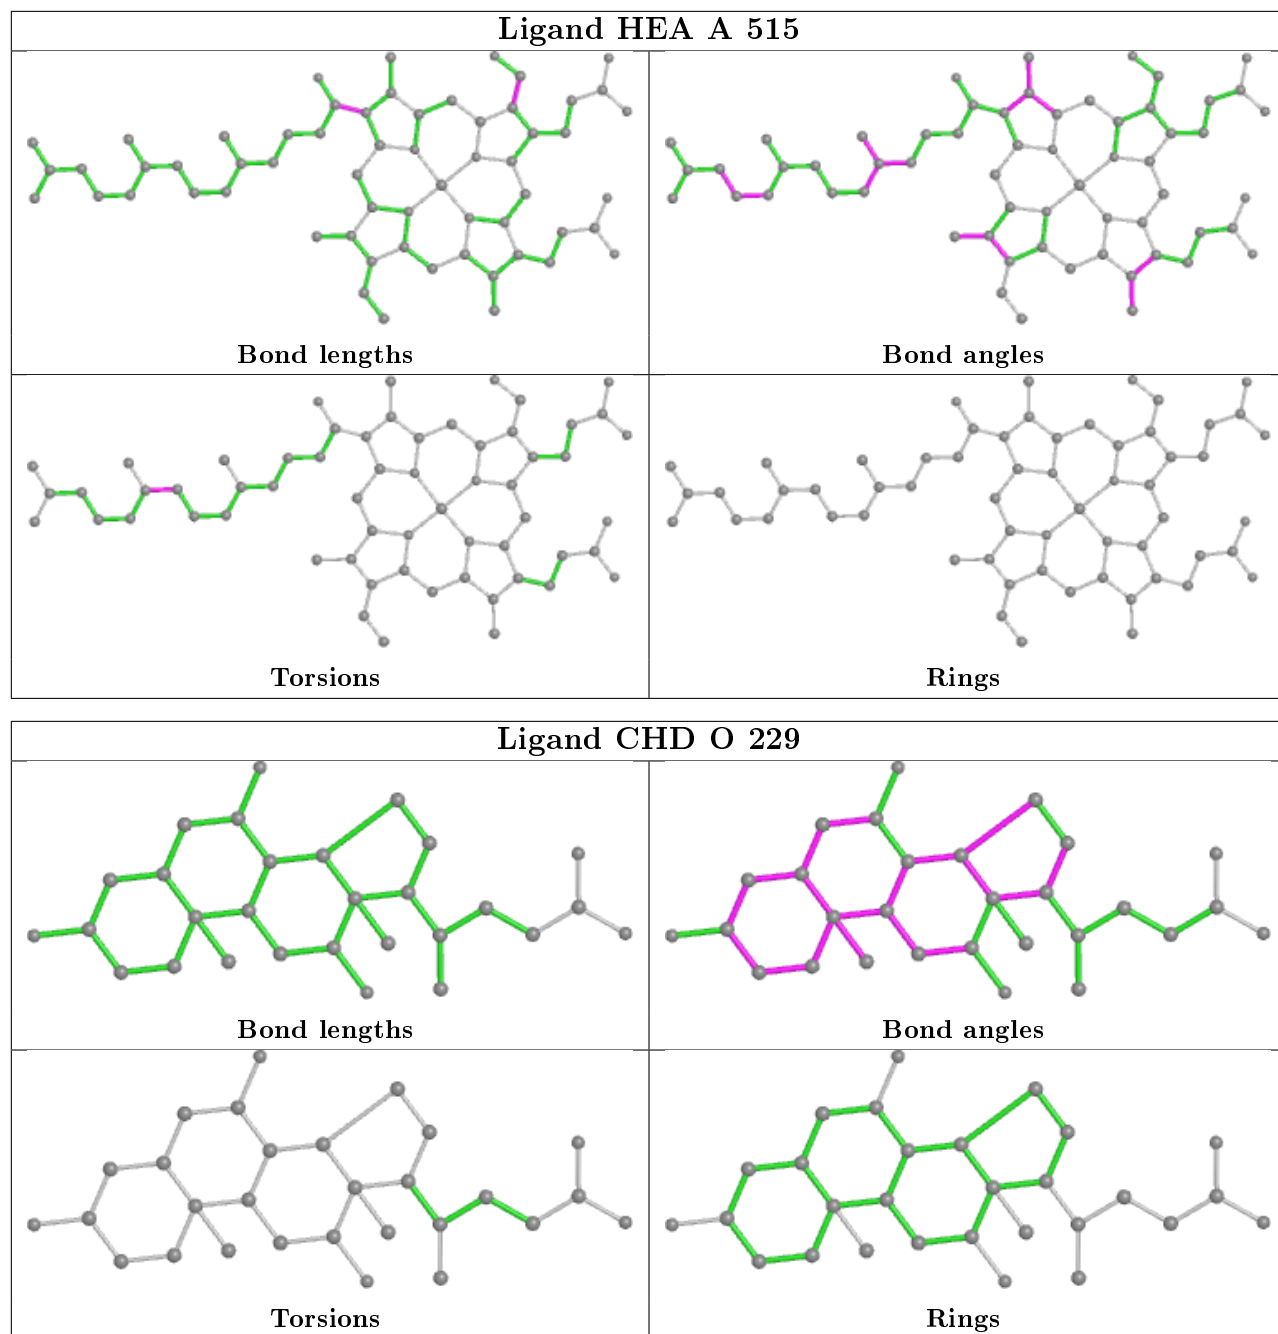 Ligand HEA A 515
Bond lengths
Bond angles
Torsions
Rings
Ligand CHD O 229
Bond lengths
Bond angles
Torsions
Rings